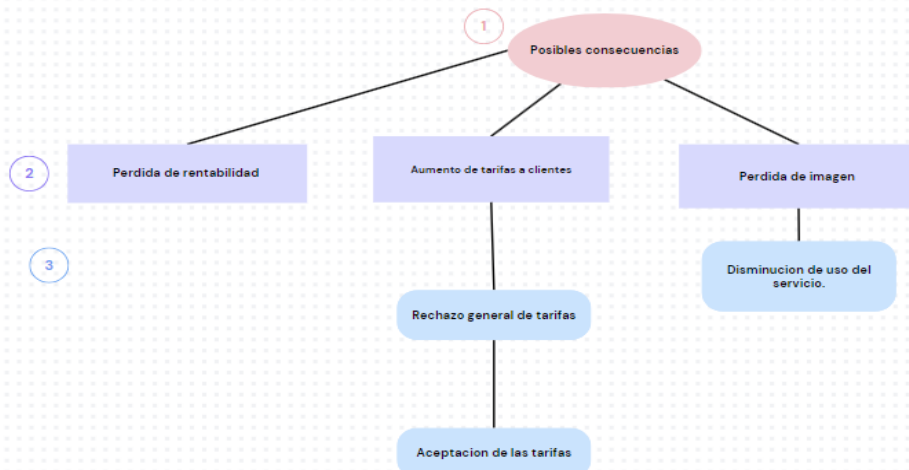 1
Posibles consecuencias
2
Perdida de rentabilidad
Aumento de tarifas a clientes
Perdida de imagen
3
Disminucion de uso del
servicio.
Rechazo general de tarifas
Aceptacion de las tarifas